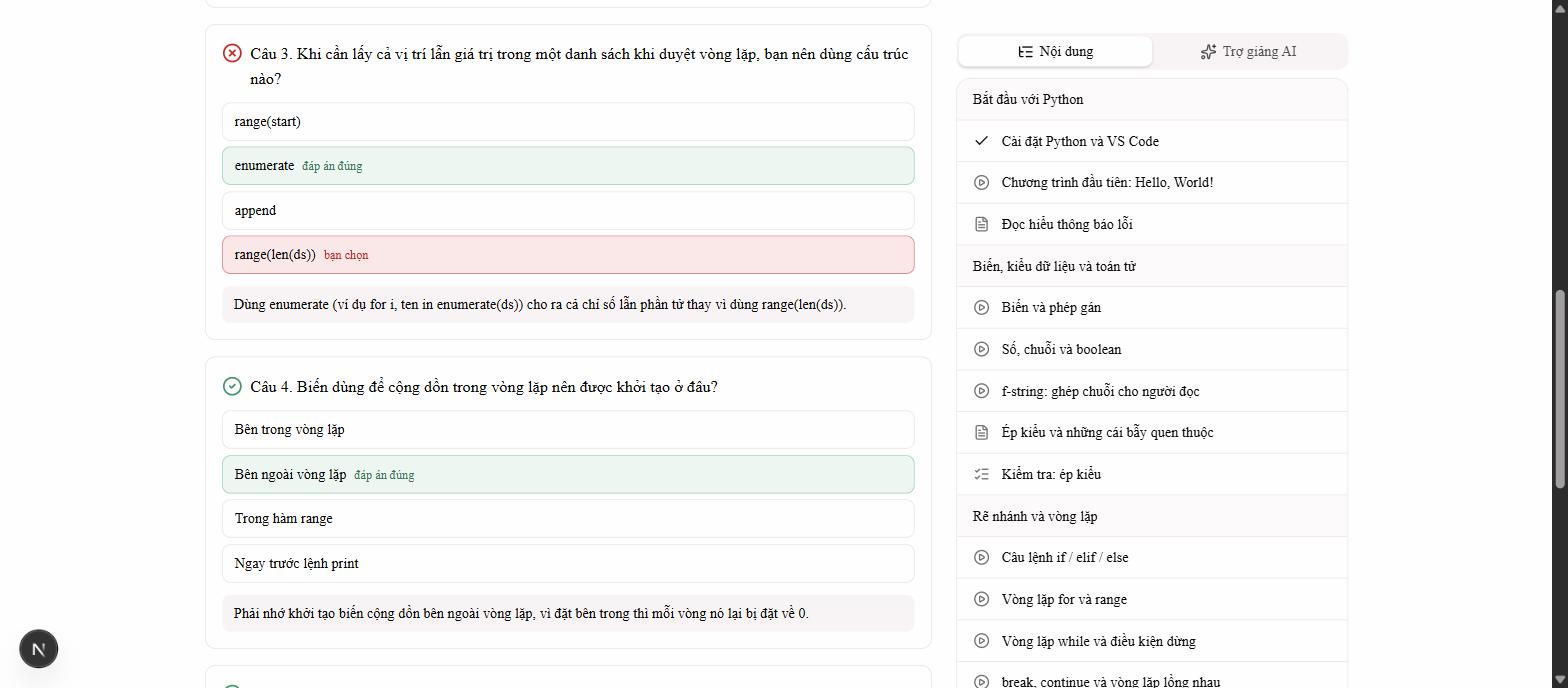 Câu 3. Khi cần lấy cả vị trí lẫn giá trị trong một danh sách khi duyệt vòng lặp, bạn nên dùng cấu trúc
nào?
range(start)
enumerate đáp án đúng
append
range(len(ds)) bạn chọn
Dùng enumerate (ví dụ for i, ten in enumerate(ds)) cho ra cả chỉ số lẫn phần tử thay vì dùng range(len(ds)).
Câu 4. Biến dùng để cộng dồn trong vòng lặp nên được khởi tạo ở đâu?
Bên trong vòng lặp
Bên ngoài vòng lặp đáp án đúng
Trong hàm range
Ngay trước lệnh print
Phải nhớ khởi tạo biến cộng dồn bên ngoài vòng lặp, vì đặt bên trong thì mỗi vòng nó lại bị đặt về 0.
N
Nội dung
Trợ giảng AI
Bắt đầu với Python
Cài đặt Python và VS Code
Chương trình đầu tiên: Hello, World!
Đọc hiểu thông báo lỗi
Biến, kiểu dữ liệu và toán tử
Biến và phép gán
Số, chuỗi và boolean
f-string: ghép chuỗi cho người đọc
Ép kiểu và những cái bẫy quen thuộc
Kiểm tra: ép kiểu
Rẽ nhánh và vòng lặp
Câu lệnh if / elif / else
Vòng lặp for và range
Vòng lặp while và điều kiện dừng
break, continue và vòng lặp lồng nhau